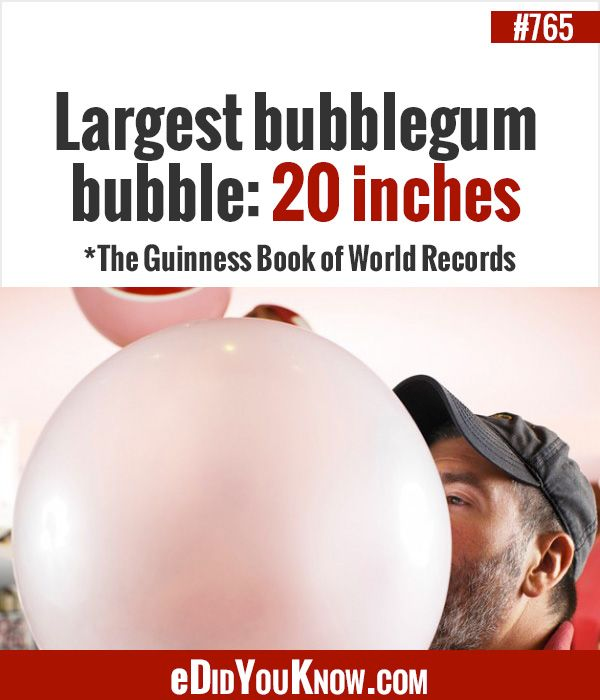 #765
Largest bubblegum
bubble: 20 inches
*The Guinness Book of World Records
eDidYouKnow.com